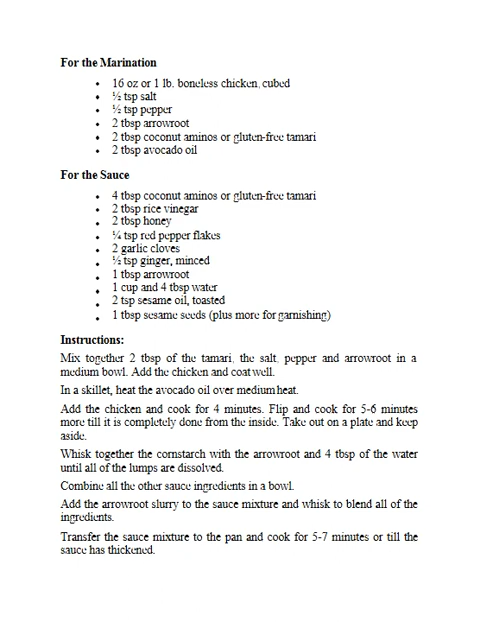 For the Marination
• 16 oz or 1 lb. boneless chicken, cubed
• ½ tsp salt
• ½ tsp pepper
• 2 tbsp arrowroot
• 2 tbsp coconut aminos or gluten-free tamari
• 2 tbsp avocado oil
For the Sauce
• 4 tbsp coconut aminos or gluten-free tamari
• 2 tbsp rice vinegar
• 2 tbsp honey
• ¼ tsp red pepper flakes
• 2 garlic cloves
• ½ tsp ginger, minced
• 1 tbsp arrowroot
• 1 cup and 4 tbsp water
• 2 tsp sesame oil, toasted
• 1 tbsp sesame seeds (plus more for garnishing)
Instructions:
Mix together 2 tbsp of the tamari, the salt, pepper and arrowroot in a
medium bowl. Add the chicken and coat well.
In a skillet, heat the avocado oil over medium heat.
Add the chicken and cook for 4 minutes. Flip and cook for 5-6 minutes
more till it is completely done from the inside. Take out on a plate and keep
aside.
Whisk together the cornstarch with the arrowroot and 4 tbsp of the water
until all of the lumps are dissolved.
Combine all the other sauce ingredients in a bowl.
Add the arrowroot slurry to the sauce mixture and whisk to blend all of the
ingredients.
Transfer the sauce mixture to the pan and cook for 5-7 minutes or till the
sauce has thickened.